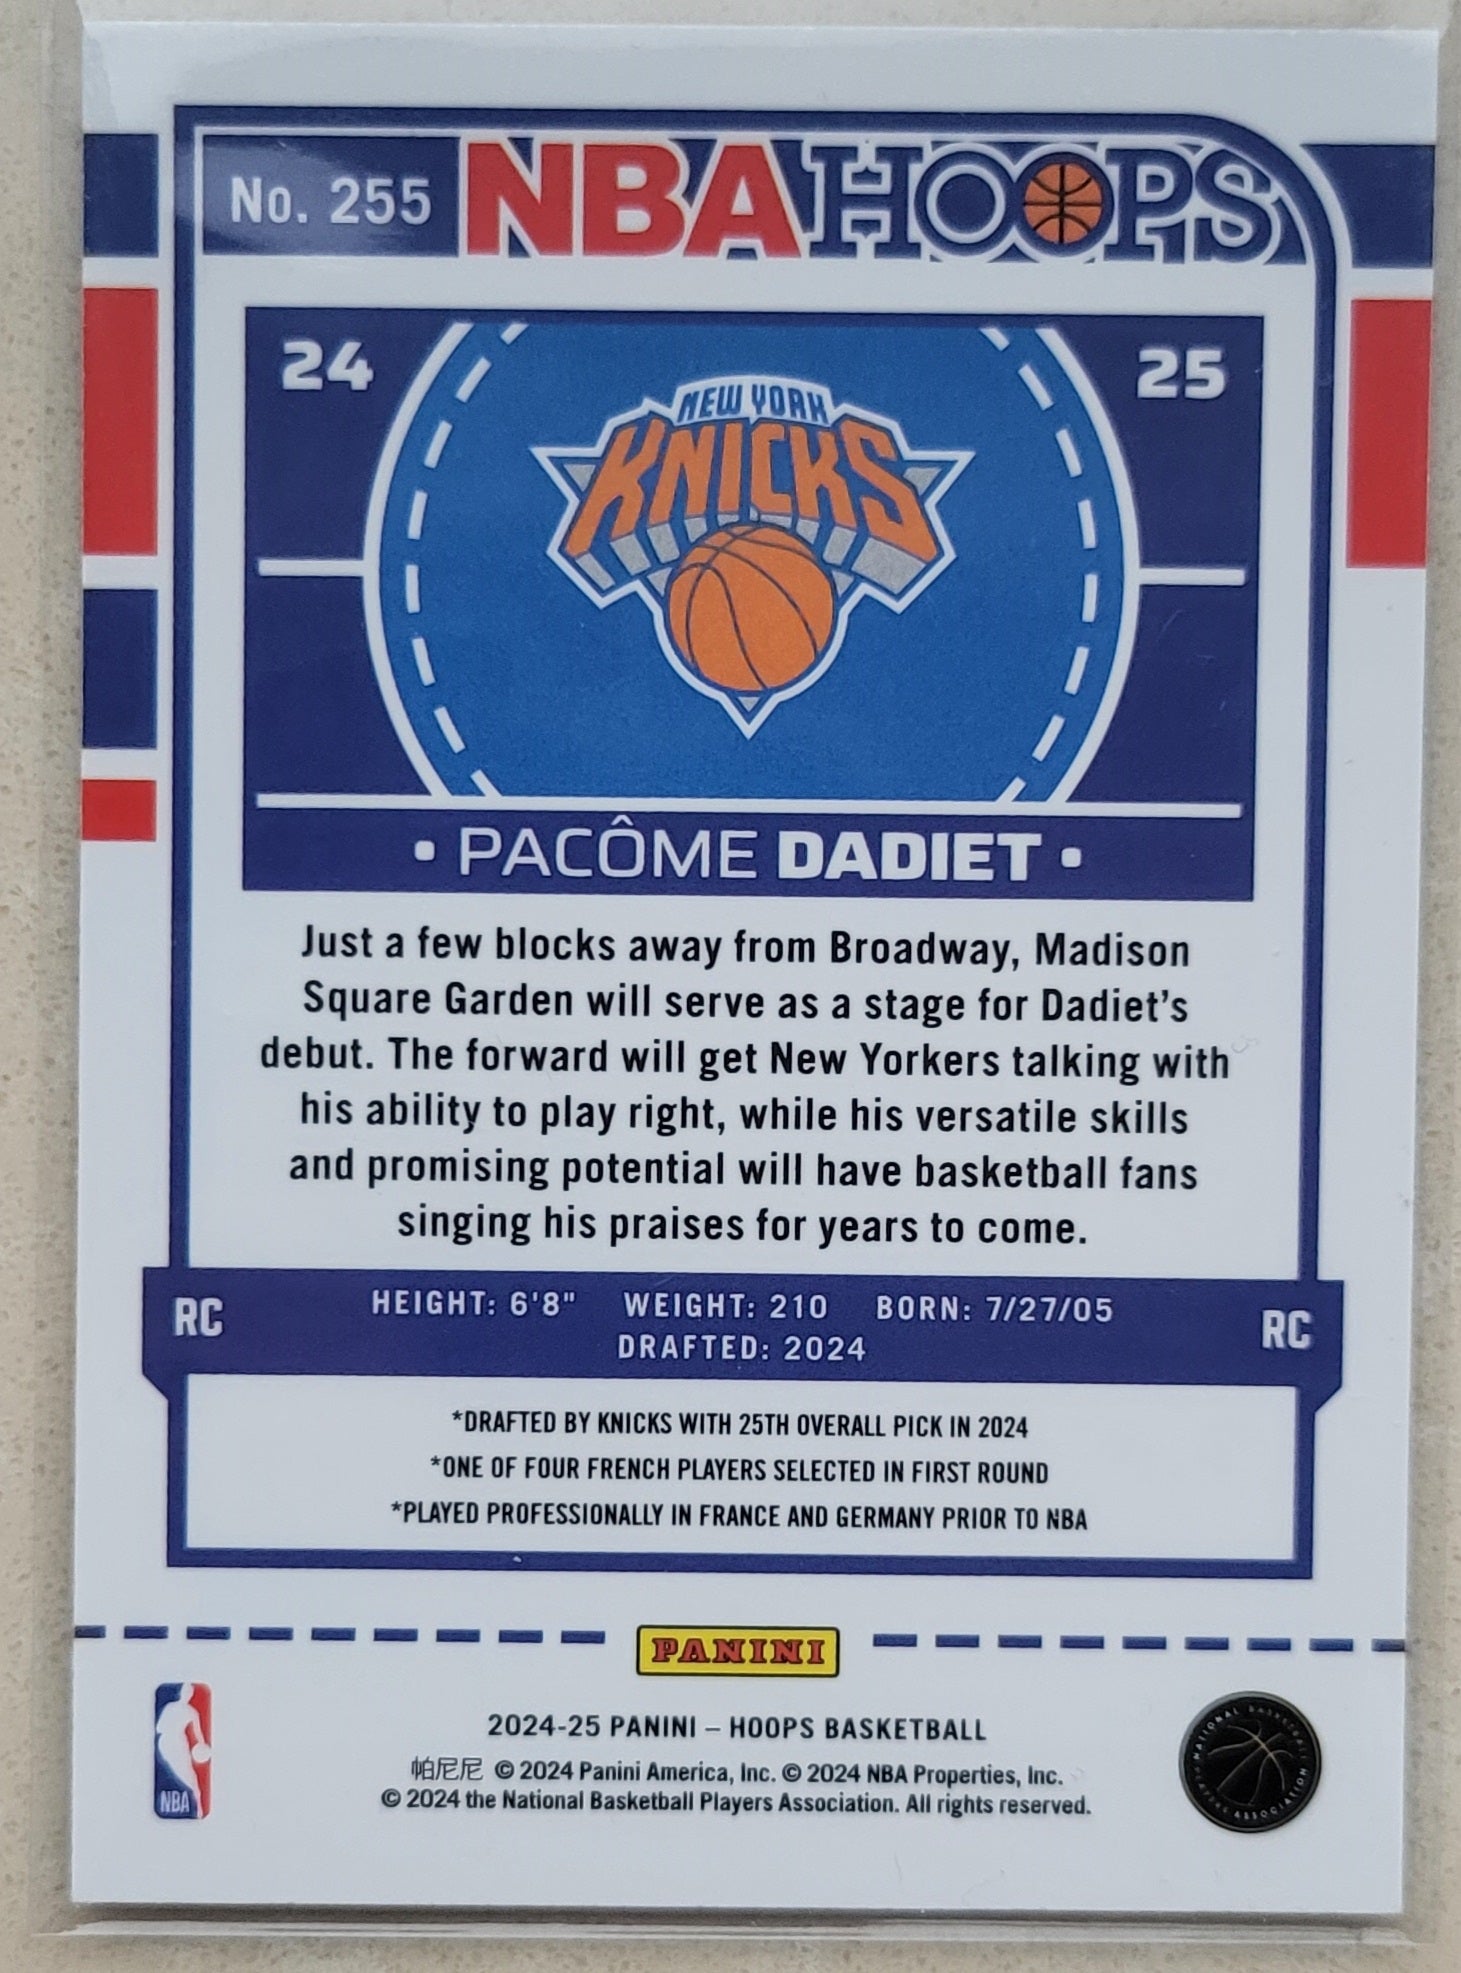 No. 255 NBA HOOPS
24 25
NEW YORK
KNICKS
• PACÔME DADIET •
Just a few blocks away from Broadway, Madison
Square Garden will serve as a stage for Dadiet's
debut. The forward will get New Yorkers talking with
his ability to play right, while his versatile skills
and promising potential will have basketball fans
singing his praises for years to come.
RC HEIGHT: 6'8" WEIGHT: 210 BORN: 7/27/05 RC
DRAFTED: 2024
*DRAFTED BY KNICKS WITH 25TH OVERALL PICK IN 2024
*ONE OF FOUR FRENCH PLAYERS SELECTED IN FIRST ROUND
*PLAYED PROFESSIONALLY IN FRANCE AND GERMANY PRIOR TO NBA
PANINI
2024-25 PANINI – HOOPS BASKETBALL
帕尼尼 © 2024 Panini America, Inc. © 2024 NBA Properties, Inc.
© 2024 the National Basketball Players Association. All rights reserved.
NBA
NATIONAL BASKETBALL PLAYERS ASSOCIATION